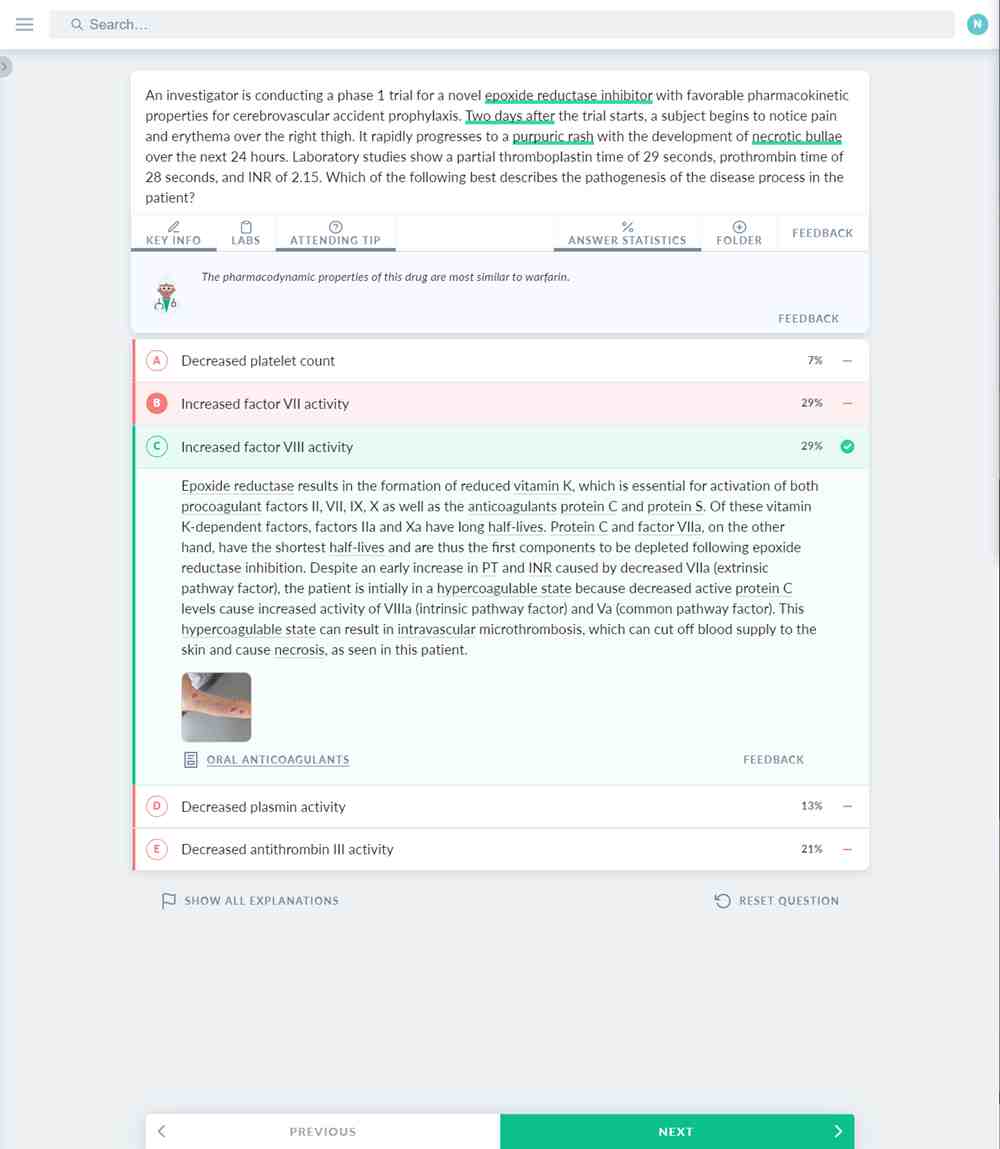 Search...
N
An investigator is conducting a phase 1 trial for a novel epoxide reductase inhibitor with favorable pharmacokinetic
properties for cerebrovascular accident prophylaxis. Two days after the trial starts, a subject begins to notice pain
and erythema over the right thigh. It rapidly progresses to a purpuric rash with the development of necrotic bullae
over the next 24 hours. Laboratory studies show a partial thromboplastin time of 29 seconds, prothrombin time of
28 seconds, and INR of 2.15. Which of the following best describes the pathogenesis of the disease process in the
patient?
KEY INFO
LABS
ATTENDING TIP
%
ANSWER STATISTICS
FOLDER
FEEDBACK
The pharmacodynamic properties of this drug are most similar to warfarin.
FEEDBACK
A Decreased platelet count 7%
B Increased factor VII activity 29%
C Increased factor VIII activity 29%
Epoxide reductase results in the formation of reduced vitamin K, which is essential for activation of both
procoagulant factors II, VII, IX, X as well as the anticoagulants protein C and protein S. Of these vitamin
K-dependent factors, factors IIa and Xa have long half-lives. Protein C and factor VIIa, on the other
hand, have the shortest half-lives and are thus the first components to be depleted following epoxide
reductase inhibition. Despite an early increase in PT and INR caused by decreased VIIa (extrinsic
pathway factor), the patient is intially in a hypercoagulable state because decreased active protein C
levels cause increased activity of VIIIa (intrinsic pathway factor) and Va (common pathway factor). This
hypercoagulable state can result in intravascular microthrombosis, which can cut off blood supply to the
skin and cause necrosis, as seen in this patient.
ORAL ANTICOAGULANTS
FEEDBACK
D Decreased plasmin activity 13%
E Decreased antithrombin III activity 21%
SHOW ALL EXPLANATIONS
RESET QUESTION
PREVIOUS
NEXT